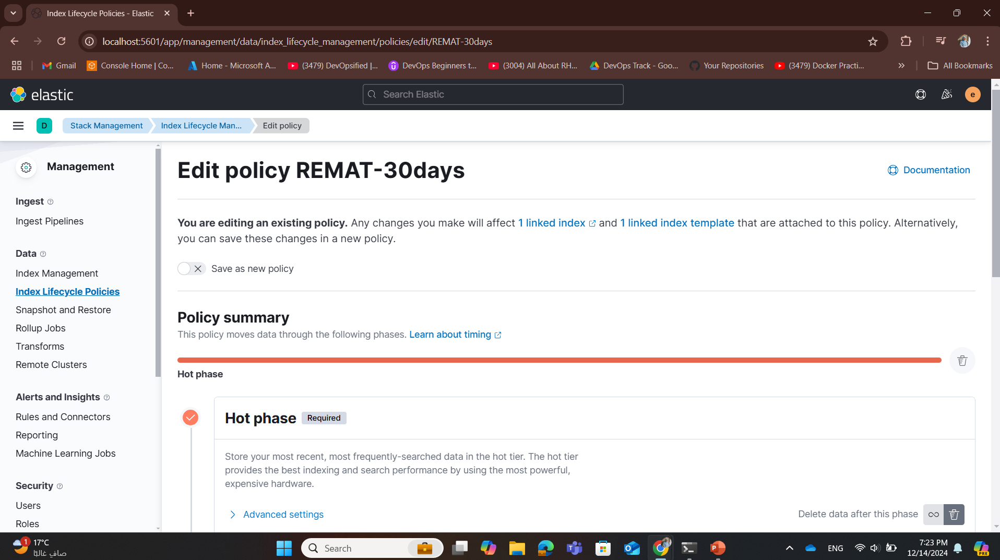 Index Lifecycle Policies - Elastic
localhost:5601/app/management/data/index_lifecycle_management/policies/edit/REMAT-30days
Gmail
Console Home | Co...
Home - Microsoft A...
(3479) DevOpsified |...
DevOps Beginners t...
(3004) All About RH...
DevOps Track - Goo...
Your Repositories
(3479) Docker Practi...
All Bookmarks
elastic
Search Elastic
e
D
Stack Management
Index Lifecycle Man...
Edit policy
Management
Ingest
Ingest Pipelines
Data
Index Management
Index Lifecycle Policies
Snapshot and Restore
Rollup Jobs
Transforms
Remote Clusters
Alerts and Insights
Rules and Connectors
Reporting
Machine Learning Jobs
Security
Users
Roles
Edit policy REMAT-30days
Documentation
You are editing an existing policy. Any changes you make will affect 1 linked index and 1 linked index template that are attached to this policy. Alternatively,
you can save these changes in a new policy.
Save as new policy
Policy summary
This policy moves data through the following phases. Learn about timing
Hot phase
Hot phase Required
Store your most recent, most frequently-searched data in the hot tier. The hot tier
provides the best indexing and search performance by using the most powerful,
expensive hardware.
Advanced settings
Delete data after this phase
1
17°C
صافٍ غالبًا
Search
ENG
7:23 PM
12/14/2024
PRE